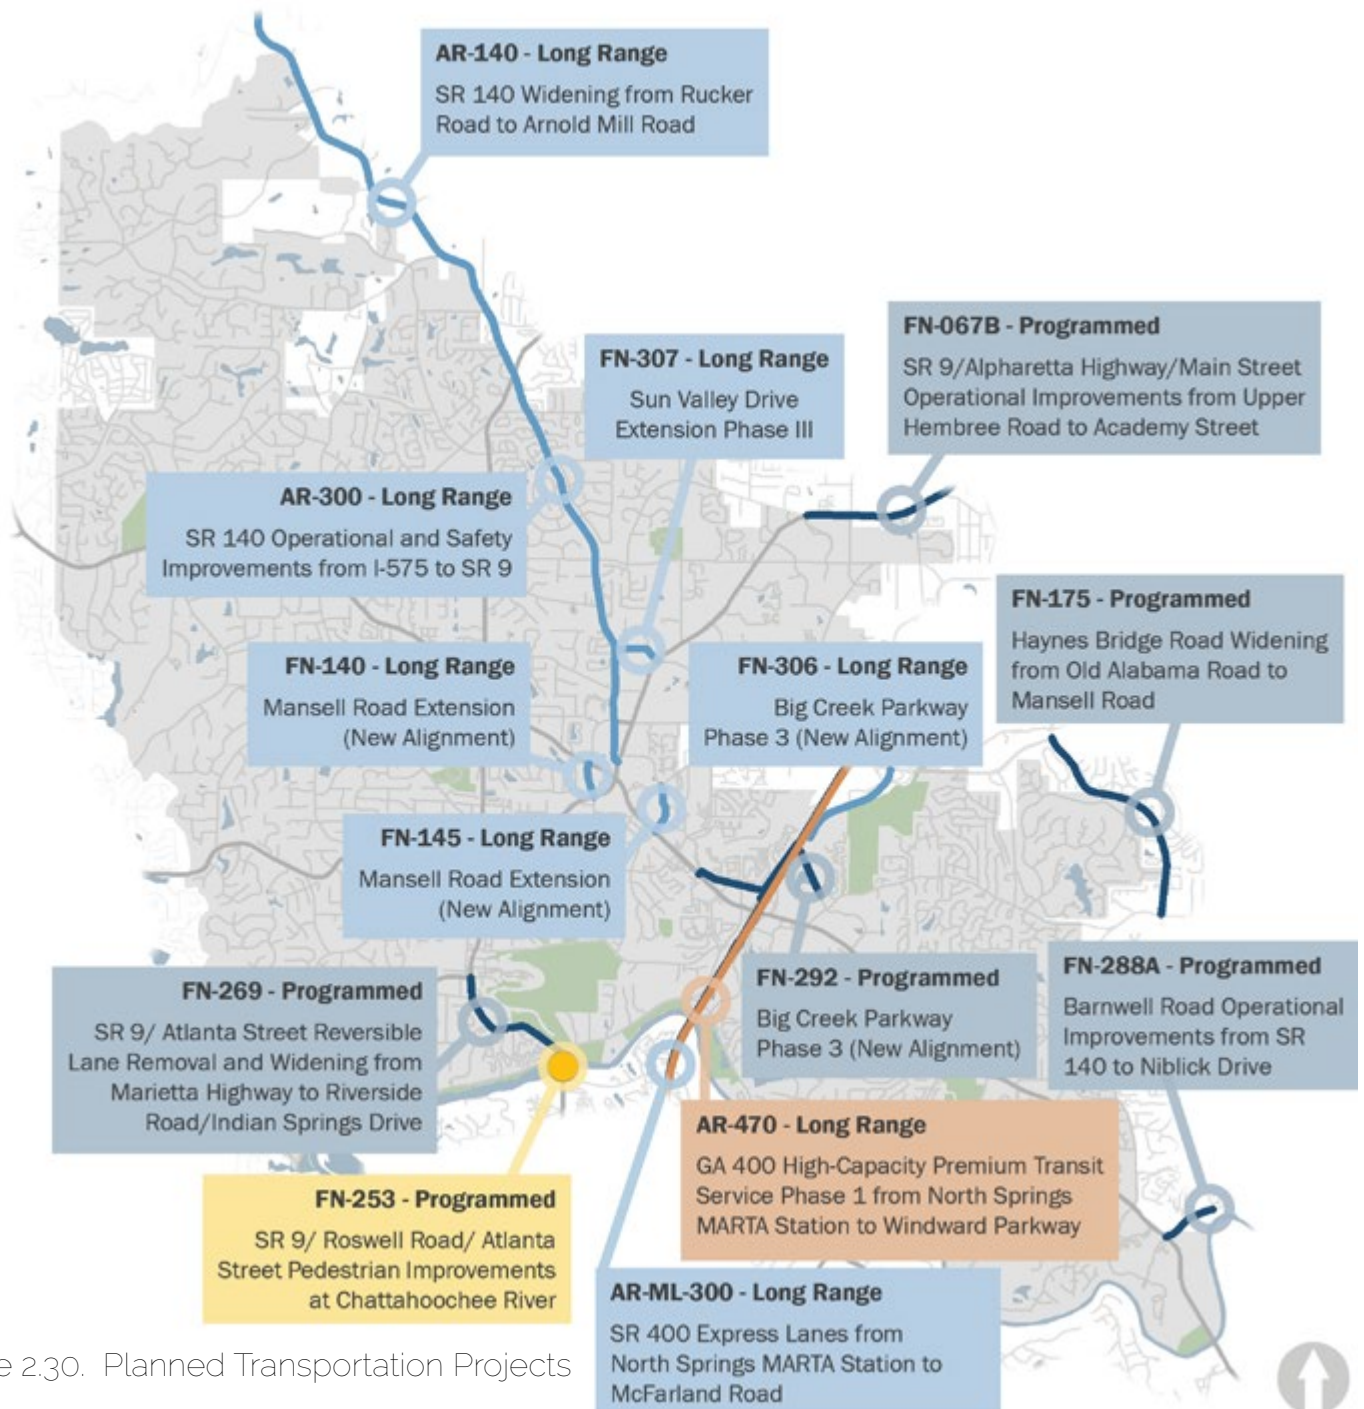 AR-140 - Long Range
SR 140 Widening from Rucker
Road to Arnold Mill Road
FN-067B - Programmed
SR 9/Alpharetta Highway/Main Street
Operational Improvements from Upper
Hembree Road to Academy Street
FN-307 - Long Range
Sun Valley Drive
Extension Phase III
AR-300 - Long Range
SR 140 Operational and Safety
Improvements from I-575 to SR 9
FN-175 - Programmed
Haynes Bridge Road Widening
from Old Alabama Road to
Mansell Road
FN-140 - Long Range
Mansell Road Extension
(New Alignment)
FN-306 - Long Range
Big Creek Parkway
Phase 3 (New Alignment)
FN-145 - Long Range
Mansell Road Extension
(New Alignment)
FN-269 - Programmed
SR 9/ Atlanta Street Reversible
Lane Removal and Widening from
Marietta Highway to Riverside
Road/Indian Springs Drive
FN-292 - Programmed
Big Creek Parkway
Phase 3 (New Alignment)
FN-288A - Programmed
Barnwell Road Operational
Improvements from SR
140 to Niblick Drive
AR-470 - Long Range
GA 400 High-Capacity Premium Transit
Service Phase 1 from North Springs
MARTA Station to Windward Parkway
FN-253 - Programmed
SR 9/ Roswell Road/ Atlanta
Street Pedestrian Improvements
at Chattahoochee River
AR-ML-300 - Long Range
SR 400 Express Lanes from
North Springs MARTA Station to
McFarland Road
e 2.30. Planned Transportation Projects